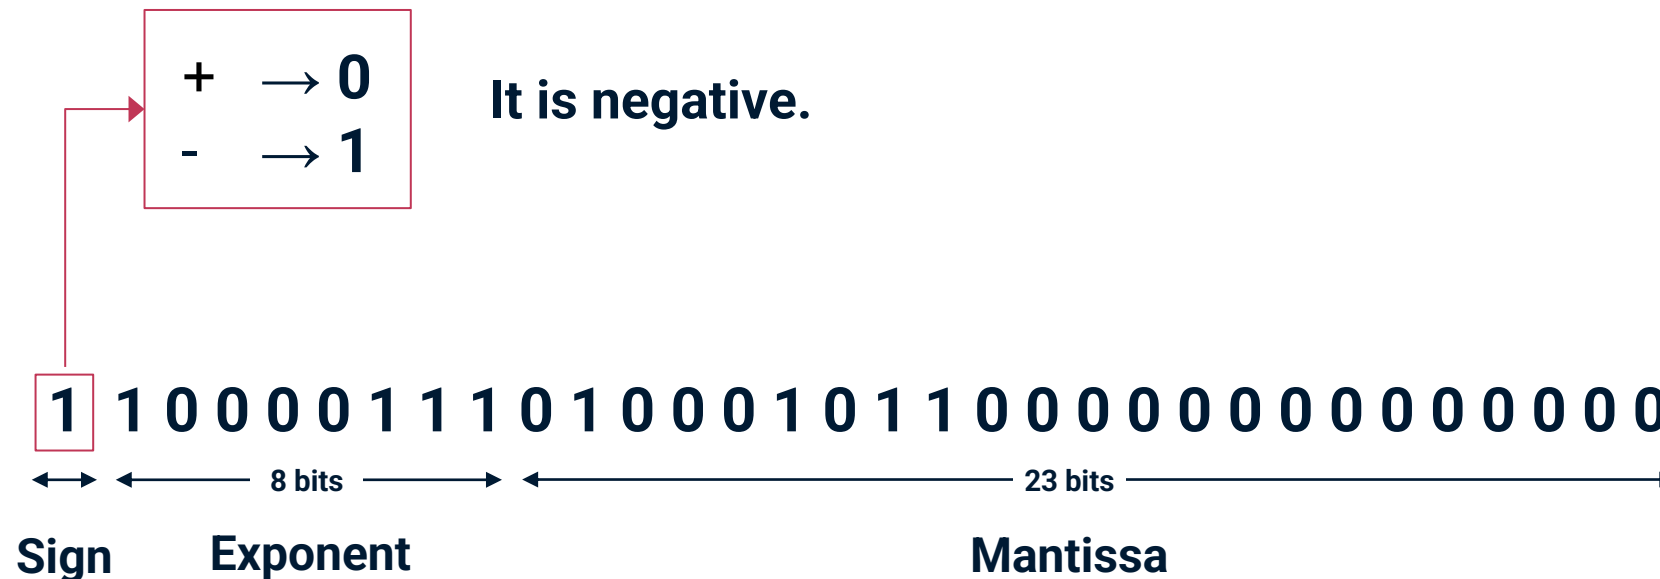 + → 0
It is negative.
- → 1
1 1 0 0 0 0 1 1 1 0 1 0 0 0 1 0 1 1 0 0 0 0 0 0 0 0 0 0 0 0 0 0
8 bits
23 bits
Sign
Exponent
Mantissa